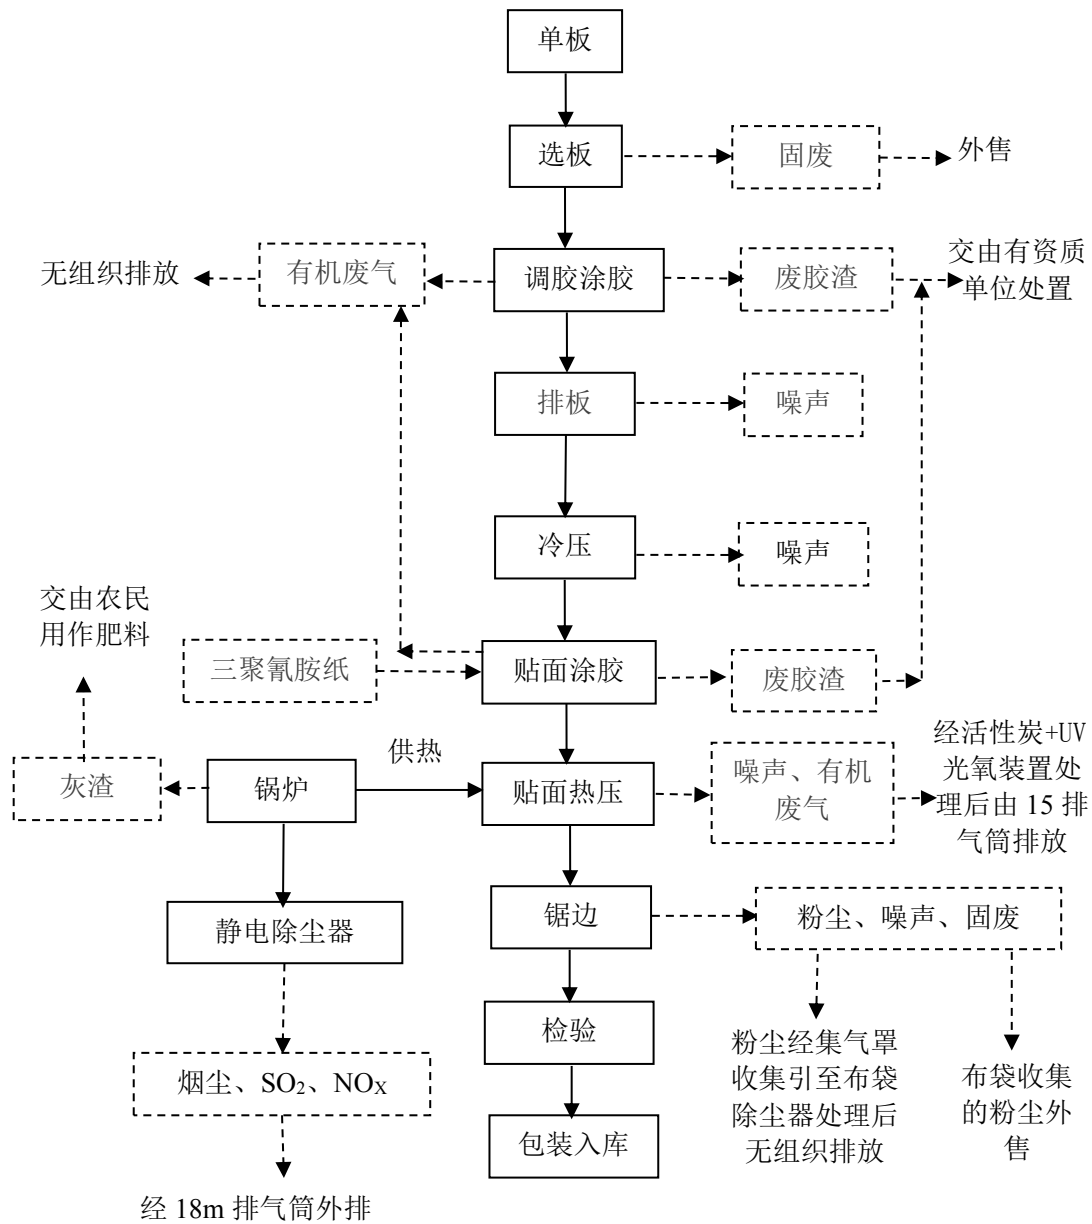 单板
选板
固废
外售
无组织排放
有机废气
调胶涂胶
废胶渣
交由有资质
单位处置
排板
噪声
冷压
噪声
交由农民
用作肥料
三聚氰胺纸
贴面涂胶
废胶渣
灰渣
锅炉
供热
贴面热压
噪声、有机
废气
经活性炭+UV
光氧装置处
理后由 15 排
气筒排放
静电除尘器
锯边
粉尘、噪声、固废
检验
粉尘经集气罩
收集引至布袋
除尘器处理后
无组织排放
布袋收集
的粉尘外
售
烟尘、SO₂、NOX
包装入库
经 18m 排气筒外排